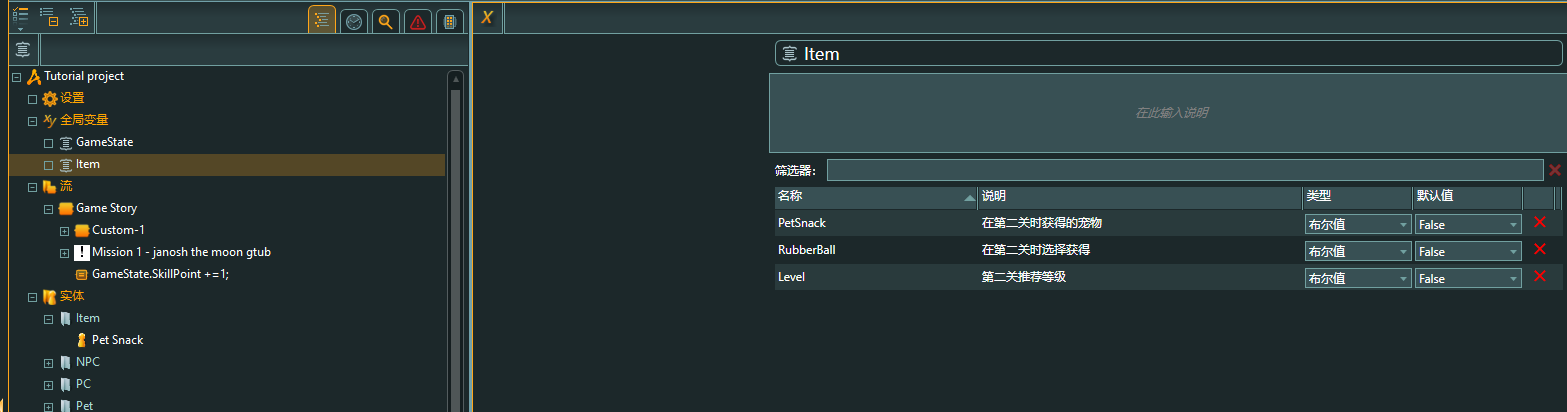 X
Item
Tutorial project
设置
xy 全局变量
在此输入说明
GameState
Item
筛选器:
流
名称 说明 类型 默认值
Game Story
PetSnack 在第二关时获得的宠物 布尔值 False
Custom-1
RubberBall 在第二关时选择获得 布尔值 False
! Mission 1 - janosh the moon gtub
GameState.SkillPoint +=1;
Level 第二关推荐等级 布尔值 False
实体
Item
Pet Snack
NPC
PC
Pet